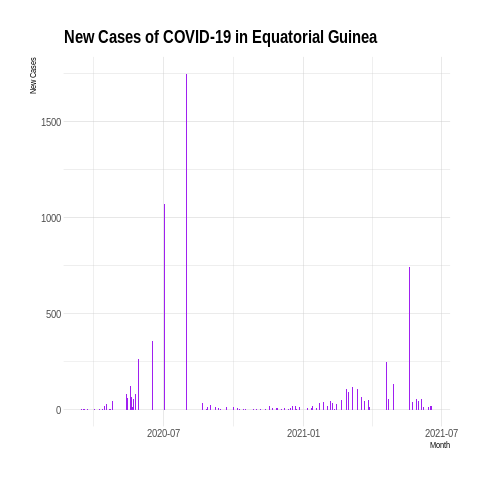 New Cases of COVID-19 in Equatorial Guinea
New Cases
1500
1000
500
0
2020-07
2021-01
2021-07
Month